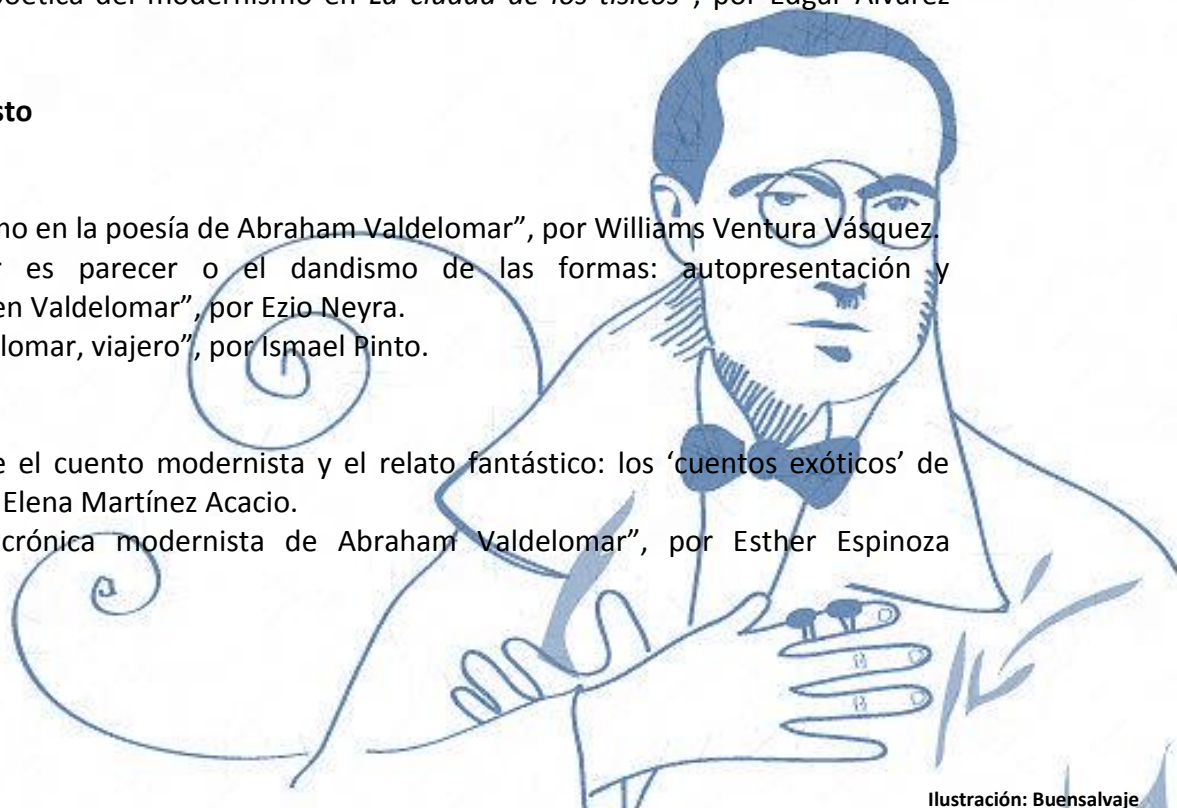 poética del modernismo en La ciudad de los tísicos”, por Edgar Álvarez
sto
no en la poesía de Abraham Valdelomar”, por Williams Ventura Vásquez.
es parecer o el dandismo de las formas: autopresentación y
en Valdelomar”, por Ezio Neyra.
lomar, viajero”, por Ismael Pinto.
e el cuento modernista y el relato fantástico: los ‘cuentos exóticos’ de
Elena Martínez Acacio.
crónica modernista de Abraham Valdelomar”, por Esther Espinoza
Ilustración: Buensalvaje